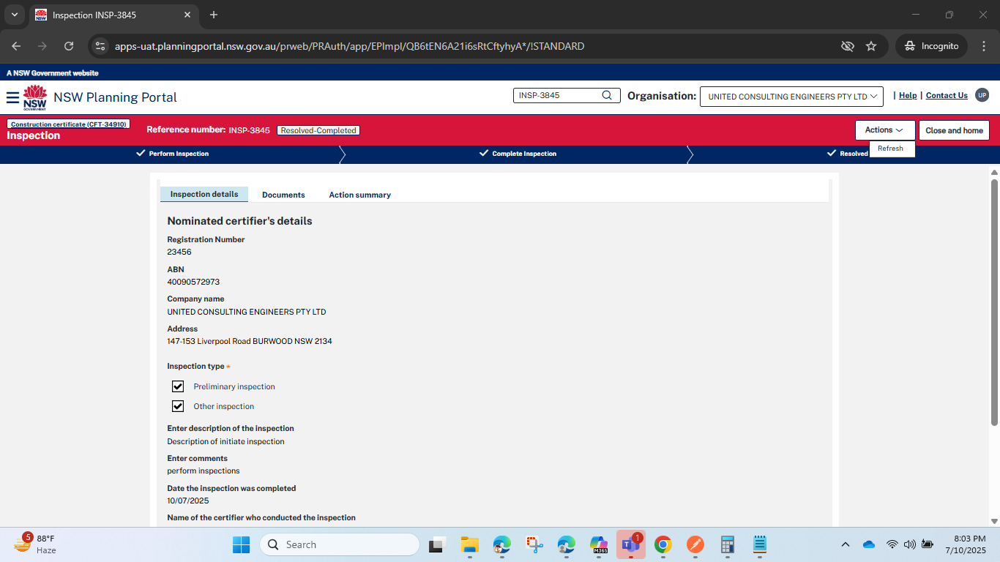 Inspection INSP-3845
apps-uat.planningportal.nsw.gov.au/prweb/PRAuth/app/EPImpl/QB6tEN6A21i6sRtCftyhyA*/!STANDARD
Incognito
A NSW Government website
NSW
GOVERNMENT
NSW Planning Portal
INSP-3845
Organisation:
UNITED CONSULTING ENGINEERS PTY LTD
| Help | Contact Us
UP
Construction certificate (CFT-34910)
Inspection
Reference number: INSP-3845
Resolved-Completed
Actions
Close and home
Refresh
Perform Inspection
Complete Inspection
Resolved
Inspection details
Documents
Action summary
Nominated certifier's details
Registration Number
23456
ABN
40090572973
Company name
UNITED CONSULTING ENGINEERS PTY LTD
Address
147-153 Liverpool Road BURWOOD NSW 2134
Inspection type *
Preliminary inspection
Other inspection
Enter description of the inspection
Description of initiate inspection
Enter comments
perform inspections
Date the inspection was completed
10/07/2025
Name of the certifier who conducted the inspection
5
88°F
Haze
Search
M365
1
8:03 PM
7/10/2025